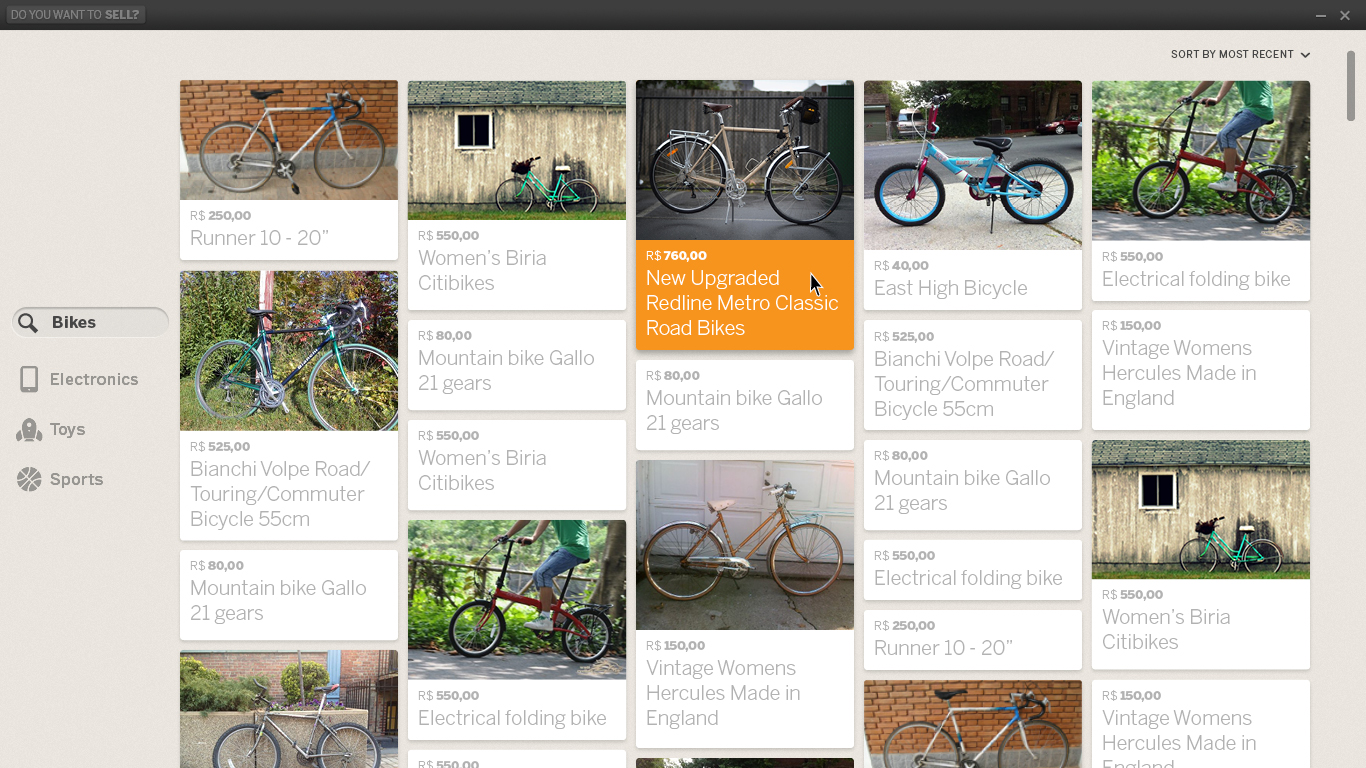 DO YOU WANT TO SELL?
SORT BY MOST RECENT
Bikes
Electronics
Toys
Sports
R$ 250,00
Runner 10 - 20”
R$ 525,00
Bianchi Volpe Road/
Touring/Commuter
Bicycle 55cm
R$ 80,00
Mountain bike Gallo
21 gears
R$ 550,00
Women's Biria
Citibikes
R$ 80,00
Mountain bike Gallo
21 gears
R$ 550,00
Women's Biria
Citibikes
R$ 550,00
Electrical folding bike
R$ 550,00
R$ 760,00
New Upgraded
Redline Metro Classic
Road Bikes
R$ 80,00
Mountain bike Gallo
21 gears
R$ 150,00
Vintage Womens
Hercules Made in
England
R$ 40,00
East High Bicycle
R$ 525,00
Bianchi Volpe Road/
Touring/Commuter
Bicycle 55cm
R$ 80,00
Mountain bike Gallo
21 gears
R$ 550,00
Electrical folding bike
R$ 250,00
Runner 10 - 20”
R$ 550,00
Electrical folding bike
R$ 150,00
Vintage Womens
Hercules Made in
England
R$ 550,00
Women's Biria
Citibikes
R$ 150,00
Vintage Womens
Hercules Made in
England